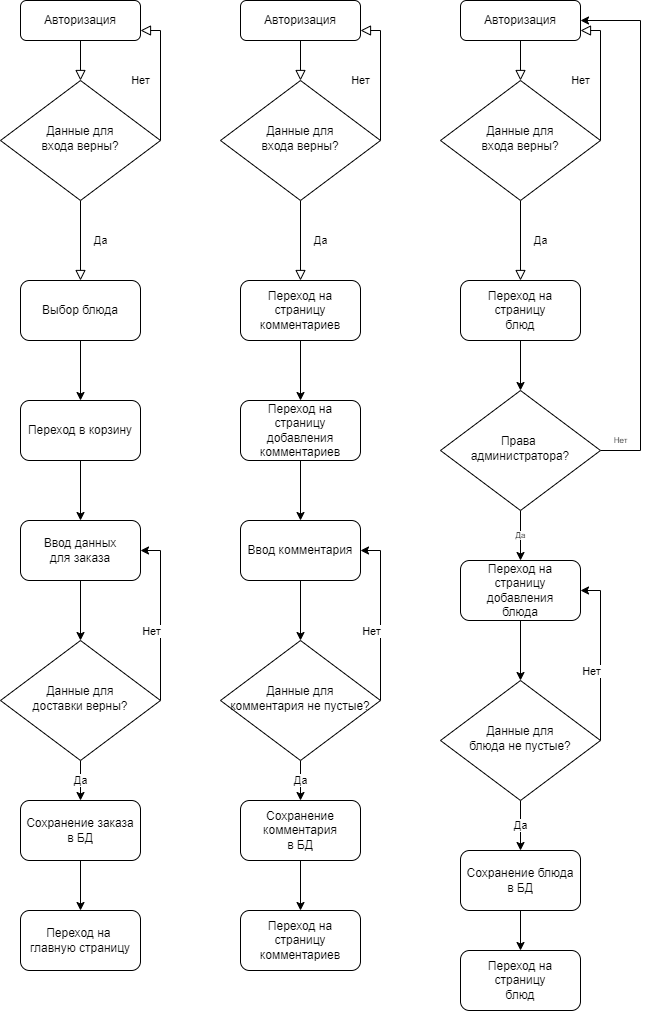 Авторизация
Нет
Данные для
входа верны?
Да
Выбор блюда
Переход в корзину
Ввод данных
для заказа
Нет
Данные для
доставки верны?
Да
Сохранение заказа
в БД
Переход на
главную страницу
Авторизация
Нет
Данные для
входа верны?
Да
Переход на
страницу
комментариев
Переход на
страницу
добавления
комментариев
Ввод комментария
Нет
Данные для
комментария не пустые?
Да
Сохранение
комментария
в БД
Переход на
страницу
комментариев
Авторизация
Нет
Данные для
входа верны?
Да
Переход на
страницу
блюд
Права
администратора?
Нет
Да
Переход на
страницу
добавления
блюда
Нет
Данные для
блюда не пустые?
Да
Сохранение блюда
в БД
Переход на
страницу
блюд